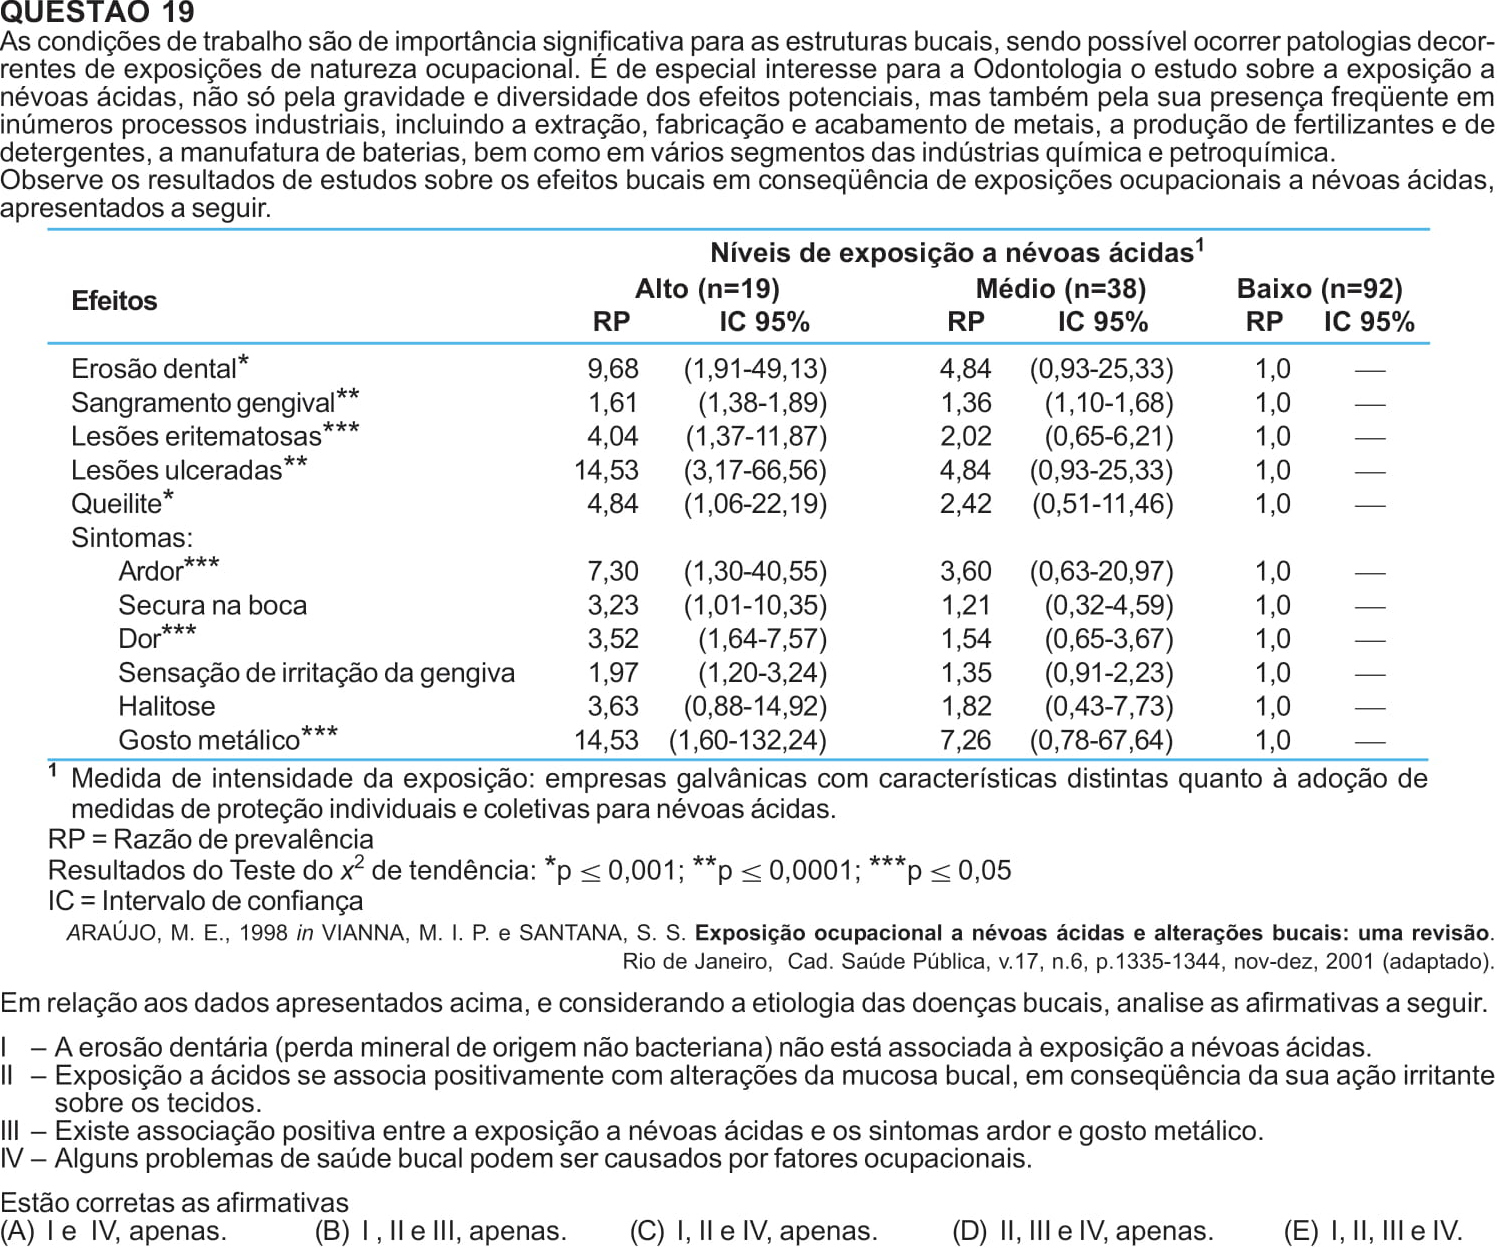 QUESTÃO 19
As condições de trabalho são de importância significativa para as estruturas bucais, sendo possível ocorrer patologias decor-
rentes de exposições de natureza ocupacional. É de especial interesse para a Odontologia o estudo sobre a exposição a
névoas ácidas, não só pela gravidade e diversidade dos efeitos potenciais, mas também pela sua presença freqüente em
inúmeros processos industriais, incluindo a extração, fabricação e acabamento de metais, a produção de fertilizantes e de
detergentes, a manufatura de baterias, bem como em vários segmentos das indústrias química e petroquímica.
Observe os resultados de estudos sobre os efeitos bucais em conseqüência de exposições ocupacionais a névoas ácidas,
apresentados a seguir.
Níveis de exposição a névoas ácidas¹
Efeitos Alto (n=19) Médio (n=38) Baixo (n=92)
RP IC 95% RP IC 95% RP IC 95%
Erosão dental* 9,68 (1,91-49,13) 4,84 (0,93-25,33) 1,0 —
Sangramento gengival** 1,61 (1,38-1,89) 1,36 (1,10-1,68) 1,0 —
Lesões eritematosas*** 4,04 (1,37-11,87) 2,02 (0,65-6,21) 1,0 —
Lesões ulceradas** 14,53 (3,17-66,56) 4,84 (0,93-25,33) 1,0 —
Queilite* 4,84 (1,06-22,19) 2,42 (0,51-11,46) 1,0 —
Sintomas:
Ardor*** 7,30 (1,30-40,55) 3,60 (0,63-20,97) 1,0 —
Secura na boca 3,23 (1,01-10,35) 1,21 (0,32-4,59) 1,0 —
Dor*** 3,52 (1,64-7,57) 1,54 (0,65-3,67) 1,0 —
Sensação de irritação da gengiva 1,97 (1,20-3,24) 1,35 (0,91-2,23) 1,0 —
Halitose 3,63 (0,88-14,92) 1,82 (0,43-7,73) 1,0 —
Gosto metálico*** 14,53 (1,60-132,24) 7,26 (0,78-67,64) 1,0 —
¹ Medida de intensidade da exposição: empresas galvânicas com características distintas quanto à adoção de
medidas de proteção individuais e coletivas para névoas ácidas.
RP = Razão de prevalência
Resultados do Teste do x² de tendência: *p ≤ 0,001; **p ≤ 0,0001; ***p ≤ 0,05
IC = Intervalo de confiança
ARAÚJO, M. E., 1998 in VIANNA, M. I. P. e SANTANA, S. S. Exposição ocupacional a névoas ácidas e alterações bucais: uma revisão.
Rio de Janeiro, Cad. Saúde Pública, v.17, n.6, p.1335-1344, nov-dez, 2001 (adaptado).
Em relação aos dados apresentados acima, e considerando a etiologia das doenças bucais, analise as afirmativas a seguir.
I – A erosão dentária (perda mineral de origem não bacteriana) não está associada à exposição a névoas ácidas.
II – Exposição a ácidos se associa positivamente com alterações da mucosa bucal, em conseqüência da sua ação irritante
sobre os tecidos.
III – Existe associação positiva entre a exposição a névoas ácidas e os sintomas ardor e gosto metálico.
IV – Alguns problemas de saúde bucal podem ser causados por fatores ocupacionais.
Estão corretas as afirmativas
(A) I e IV, apenas. (B) I , II e III, apenas. (C) I, II e IV, apenas. (D) II, III e IV, apenas. (E) I, II, III e IV.